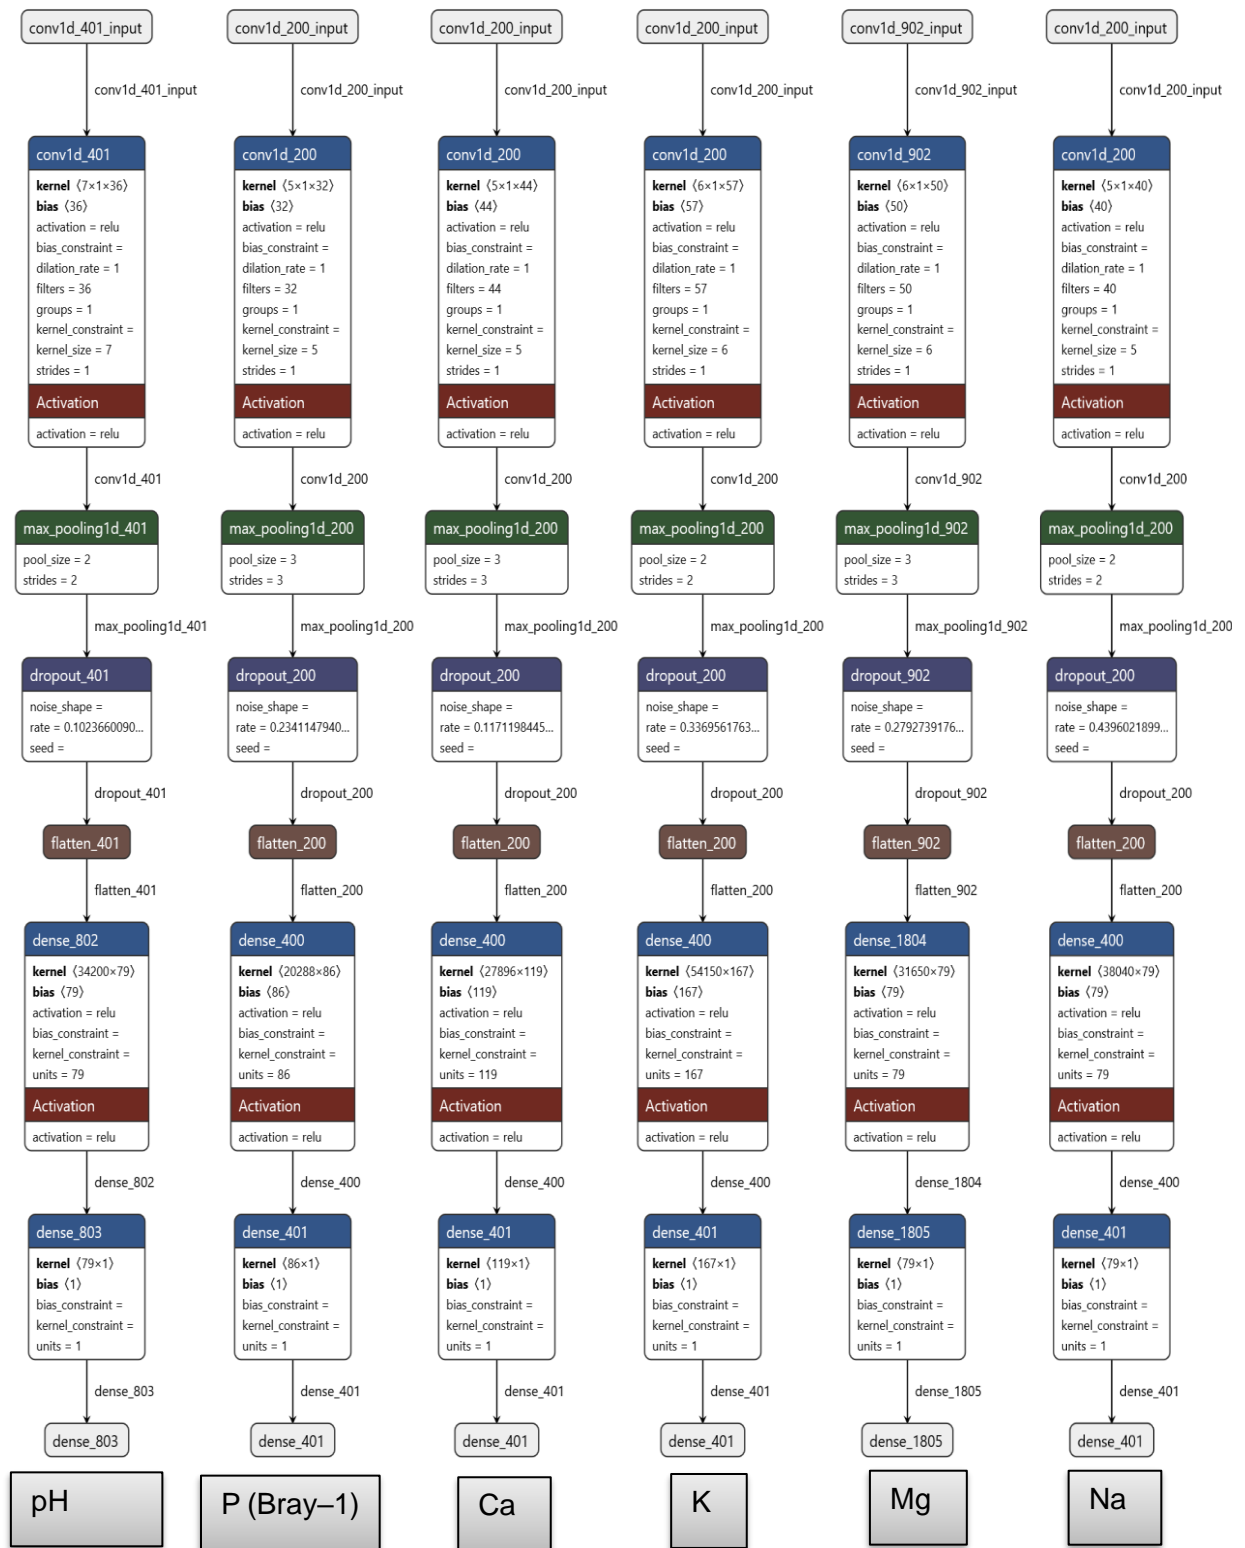 conv1d_401_input
conv1d_401_input
conv1d_401
kernel ⟨7×1×36⟩
bias ⟨36⟩
activation = relu
bias_constraint =
dilation_rate = 1
filters = 36
groups = 1
kernel_constraint =
kernel_size = 7
strides = 1
Activation
activation = relu
conv1d_401
max_pooling1d_401
pool_size = 2
strides = 2
max_pooling1d_401
dropout_401
noise_shape =
rate = 0.1023660090...
seed =
dropout_401
flatten_401
flatten_401
dense_802
kernel ⟨34200×79⟩
bias ⟨79⟩
activation = relu
bias_constraint =
kernel_constraint =
units = 79
Activation
activation = relu
dense_802
dense_803
kernel ⟨79×1⟩
bias ⟨1⟩
bias_constraint =
kernel_constraint =
units = 1
dense_803
dense_803
pH
conv1d_200_input
conv1d_200_input
conv1d_200
kernel ⟨5×1×32⟩
bias ⟨32⟩
activation = relu
bias_constraint =
dilation_rate = 1
filters = 32
groups = 1
kernel_constraint =
kernel_size = 5
strides = 1
Activation
activation = relu
conv1d_200
max_pooling1d_200
pool_size = 3
strides = 3
max_pooling1d_200
dropout_200
noise_shape =
rate = 0.2341147940...
seed =
dropout_200
flatten_200
flatten_200
dense_400
kernel ⟨20288×86⟩
bias ⟨86⟩
activation = relu
bias_constraint =
kernel_constraint =
units = 86
Activation
activation = relu
dense_400
dense_401
kernel ⟨86×1⟩
bias ⟨1⟩
bias_constraint =
kernel_constraint =
units = 1
dense_401
dense_401
P (Bray–1)
conv1d_200_input
conv1d_200_input
conv1d_200
kernel ⟨5×1×44⟩
bias ⟨44⟩
activation = relu
bias_constraint =
dilation_rate = 1
filters = 44
groups = 1
kernel_constraint =
kernel_size = 5
strides = 1
Activation
activation = relu
conv1d_200
max_pooling1d_200
pool_size = 3
strides = 3
max_pooling1d_200
dropout_200
noise_shape =
rate = 0.1171198445...
seed =
dropout_200
flatten_200
flatten_200
dense_400
kernel ⟨27896×119⟩
bias ⟨119⟩
activation = relu
bias_constraint =
kernel_constraint =
units = 119
Activation
activation = relu
dense_400
dense_401
kernel ⟨119×1⟩
bias ⟨1⟩
bias_constraint =
kernel_constraint =
units = 1
dense_401
dense_401
Ca
conv1d_200_input
conv1d_200_input
conv1d_200
kernel ⟨6×1×57⟩
bias ⟨57⟩
activation = relu
bias_constraint =
dilation_rate = 1
filters = 57
groups = 1
kernel_constraint =
kernel_size = 6
strides = 1
Activation
activation = relu
conv1d_200
max_pooling1d_200
pool_size = 2
strides = 2
max_pooling1d_200
dropout_200
noise_shape =
rate = 0.3369561763...
seed =
dropout_200
flatten_200
flatten_200
dense_400
kernel ⟨54150×167⟩
bias ⟨167⟩
activation = relu
bias_constraint =
kernel_constraint =
units = 167
Activation
activation = relu
dense_400
dense_401
kernel ⟨167×1⟩
bias ⟨1⟩
bias_constraint =
kernel_constraint =
units = 1
dense_401
dense_401
K
conv1d_902_input
conv1d_902_input
conv1d_902
kernel ⟨6×1×50⟩
bias ⟨50⟩
activation = relu
bias_constraint =
dilation_rate = 1
filters = 50
groups = 1
kernel_constraint =
kernel_size = 6
strides = 1
Activation
activation = relu
conv1d_902
max_pooling1d_902
pool_size = 3
strides = 3
max_pooling1d_902
dropout_902
noise_shape =
rate = 0.2792739176...
seed =
dropout_902
flatten_902
flatten_902
dense_1804
kernel ⟨31650×79⟩
bias ⟨79⟩
activation = relu
bias_constraint =
kernel_constraint =
units = 79
Activation
activation = relu
dense_1804
dense_1805
kernel ⟨79×1⟩
bias ⟨1⟩
bias_constraint =
kernel_constraint =
units = 1
dense_1805
dense_1805
Mg
conv1d_200_input
conv1d_200_input
conv1d_200
kernel ⟨5×1×40⟩
bias ⟨40⟩
activation = relu
bias_constraint =
dilation_rate = 1
filters = 40
groups = 1
kernel_constraint =
kernel_size = 5
strides = 1
Activation
activation = relu
conv1d_200
max_pooling1d_200
pool_size = 2
strides = 2
max_pooling1d_200
dropout_200
noise_shape =
rate = 0.4396021899...
seed =
dropout_200
flatten_200
flatten_200
dense_400
kernel ⟨38040×79⟩
bias ⟨79⟩
activation = relu
bias_constraint =
kernel_constraint =
units = 79
Activation
activation = relu
dense_400
dense_401
kernel ⟨79×1⟩
bias ⟨1⟩
bias_constraint =
kernel_constraint =
units = 1
dense_401
dense_401
Na